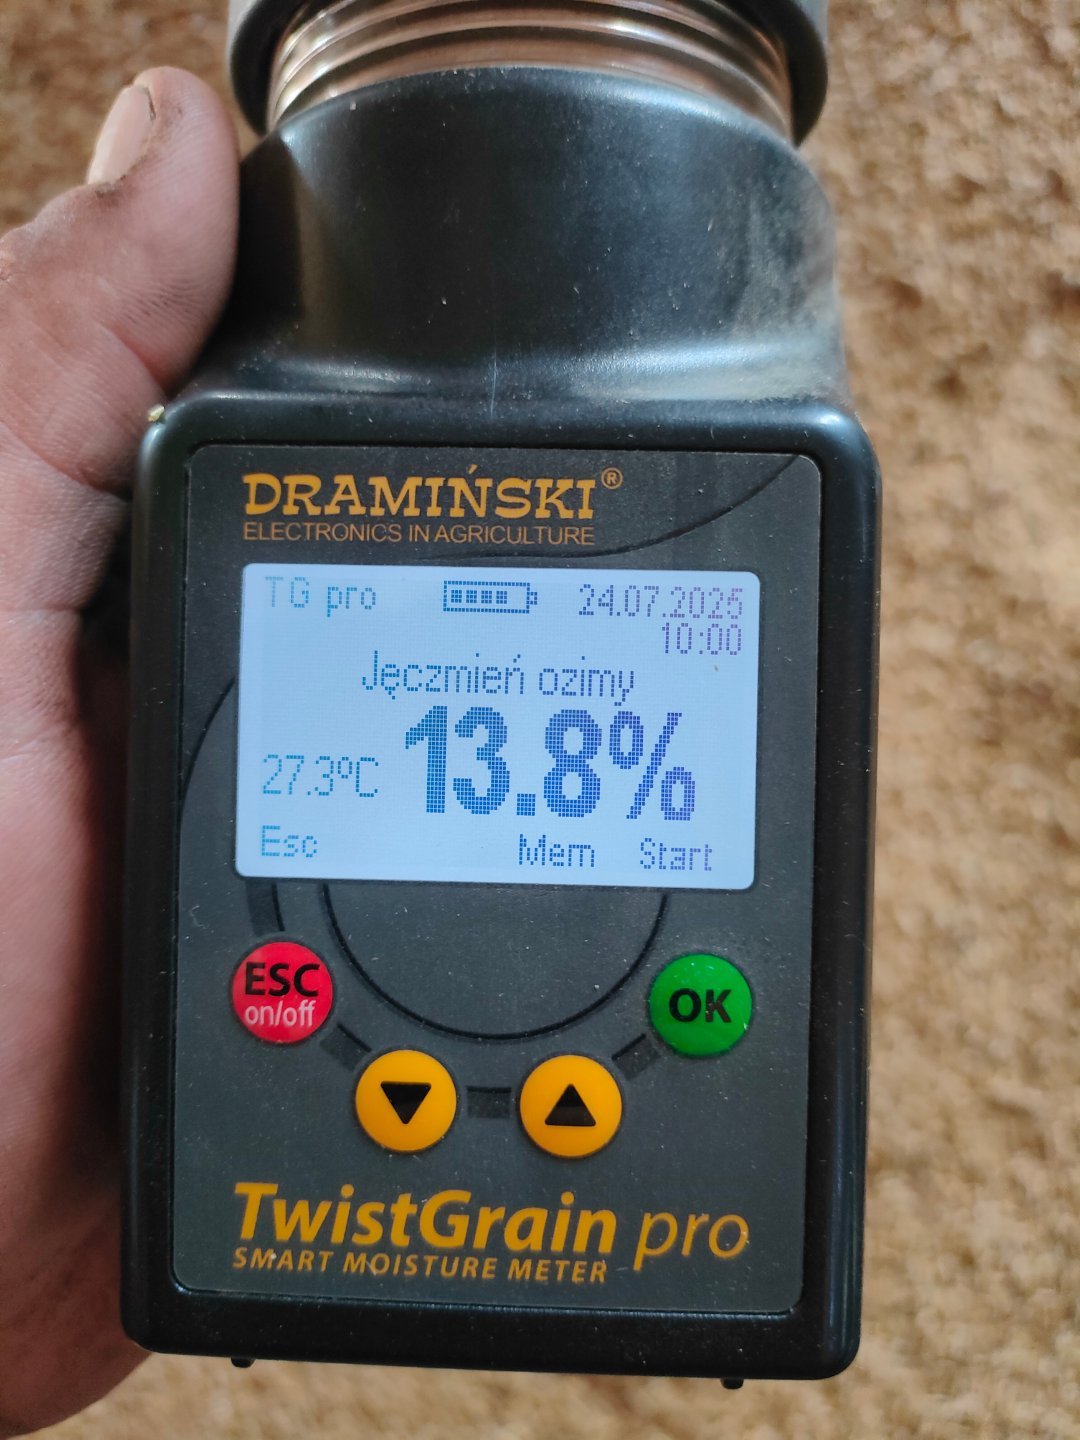 DRAMIŃSKI®
ELECTRONICS IN AGRICULTURE
TG pro 24.07.2025
10:00
Jęczmień ozimy
27.3ºC 13.8%
Esc Mem Start
ESC
on/off
OK
TwistGrain pro
SMART MOISTURE METER